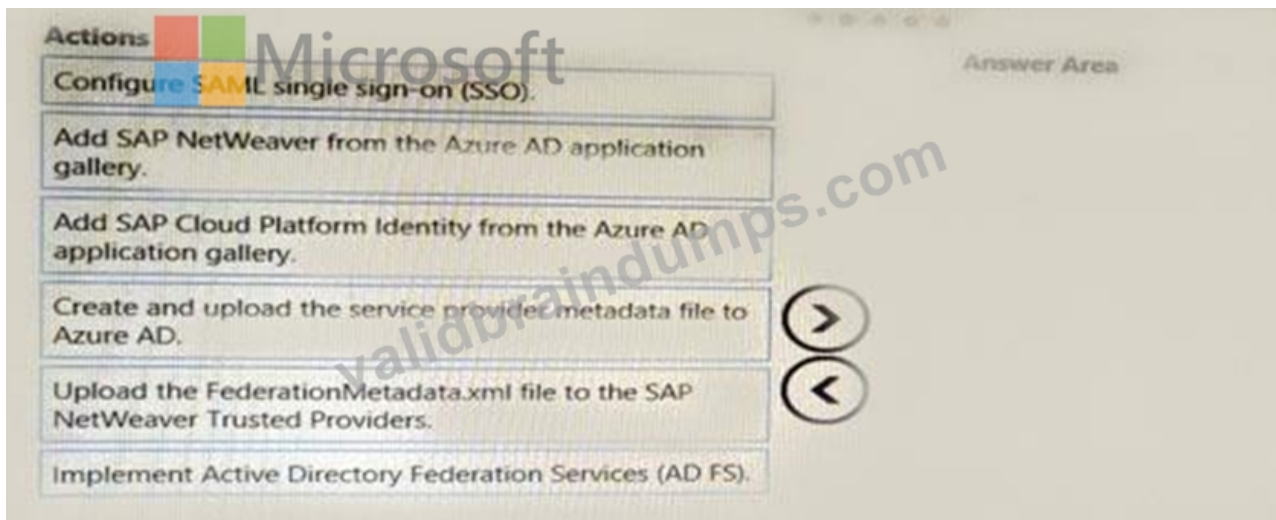 Actions
Microsoft
Answer Area
Configure SAML single sign-on (SSO).
Add SAP NetWeaver from the Azure AD application
gallery.
Add SAP Cloud Platform Identity from the Azure AD
application gallery.
Create and upload the service provider metadata file to
Azure AD.
Upload the FederationMetadata.xml file to the SAP
NetWeaver Trusted Providers.
Implement Active Directory Federation Services (AD FS).
validbraindumps.com